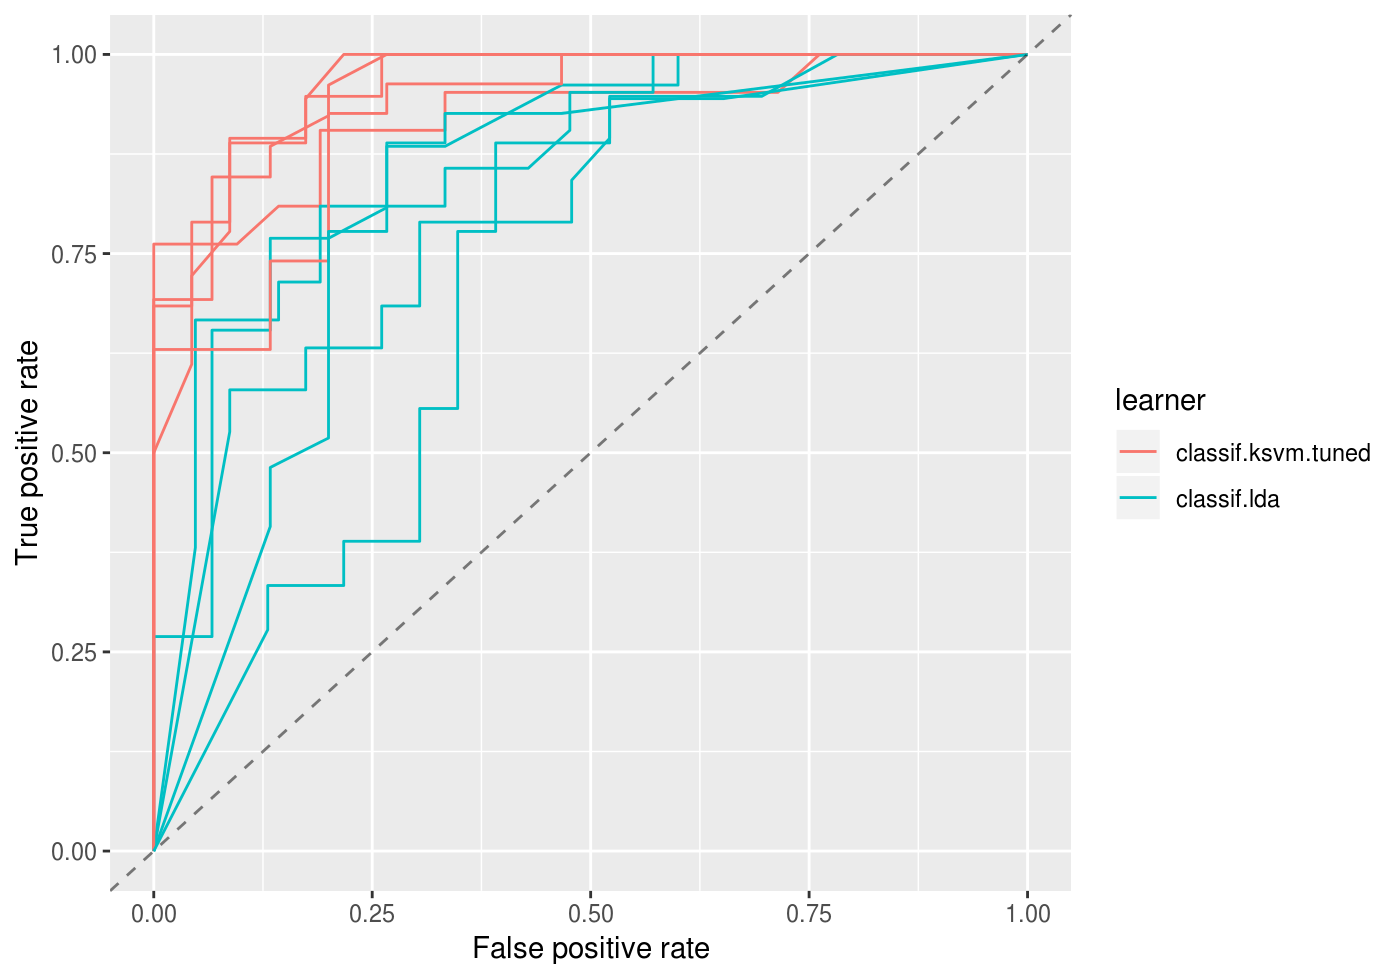 1.00
0.75
0.50
0.25
0.00
True positive rate
0.00 0.25 0.50 0.75 1.00
False positive rate
learner
classif.ksvm.tuned
classif.lda